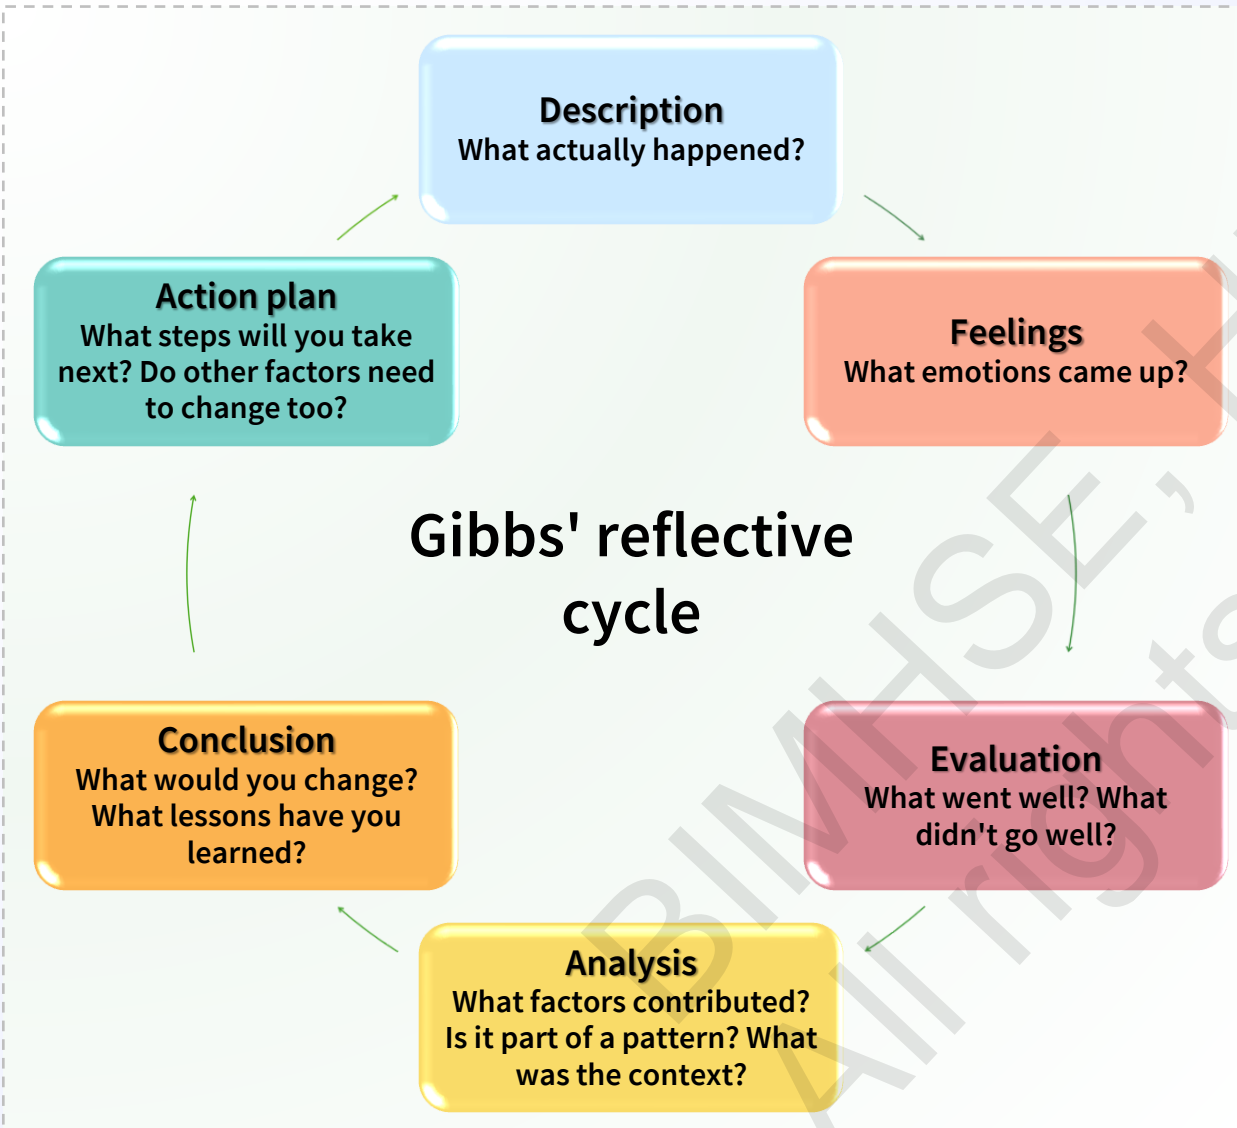 Description
What actually happened?
Feelings
What emotions came up?
Evaluation
What went well? What
didn't go well?
Analysis
What factors contributed?
Is it part of a pattern? What
was the context?
Conclusion
What would you change?
What lessons have you
learned?
Action plan
What steps will you take
next? Do other factors need
to change too?
Gibbs' reflective
cycle
BIMHSE,
All rights